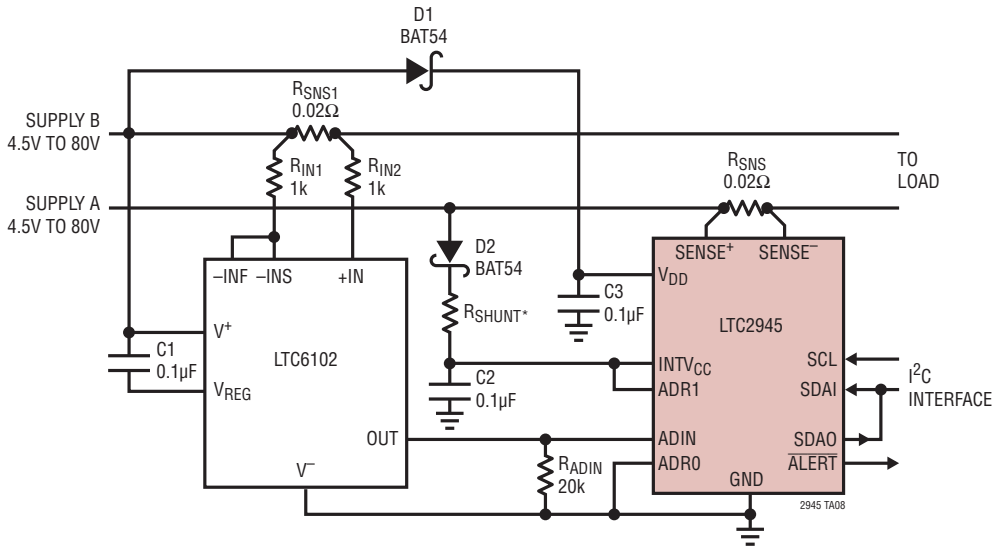 D1
BAT54
RSNS1
0.02Ω
SUPPLY B
4.5V TO 80V
RIN1
1k
RIN2
1k
RSNS
0.02Ω
TO
LOAD
SUPPLY A
4.5V TO 80V
D2
BAT54
SENSE+
SENSE–
–INF
–INS
+IN
VDD
C3
0.1µF
RSHUNT*
LTC2945
V+
LTC6102
C1
0.1µF
VREG
INTVCC
ADR1
SCL
SDAI
I2C
INTERFACE
C2
0.1µF
OUT
ADIN
SDAO
ADR0
ALERT
V–
RADIN
20k
GND
2945 TA08